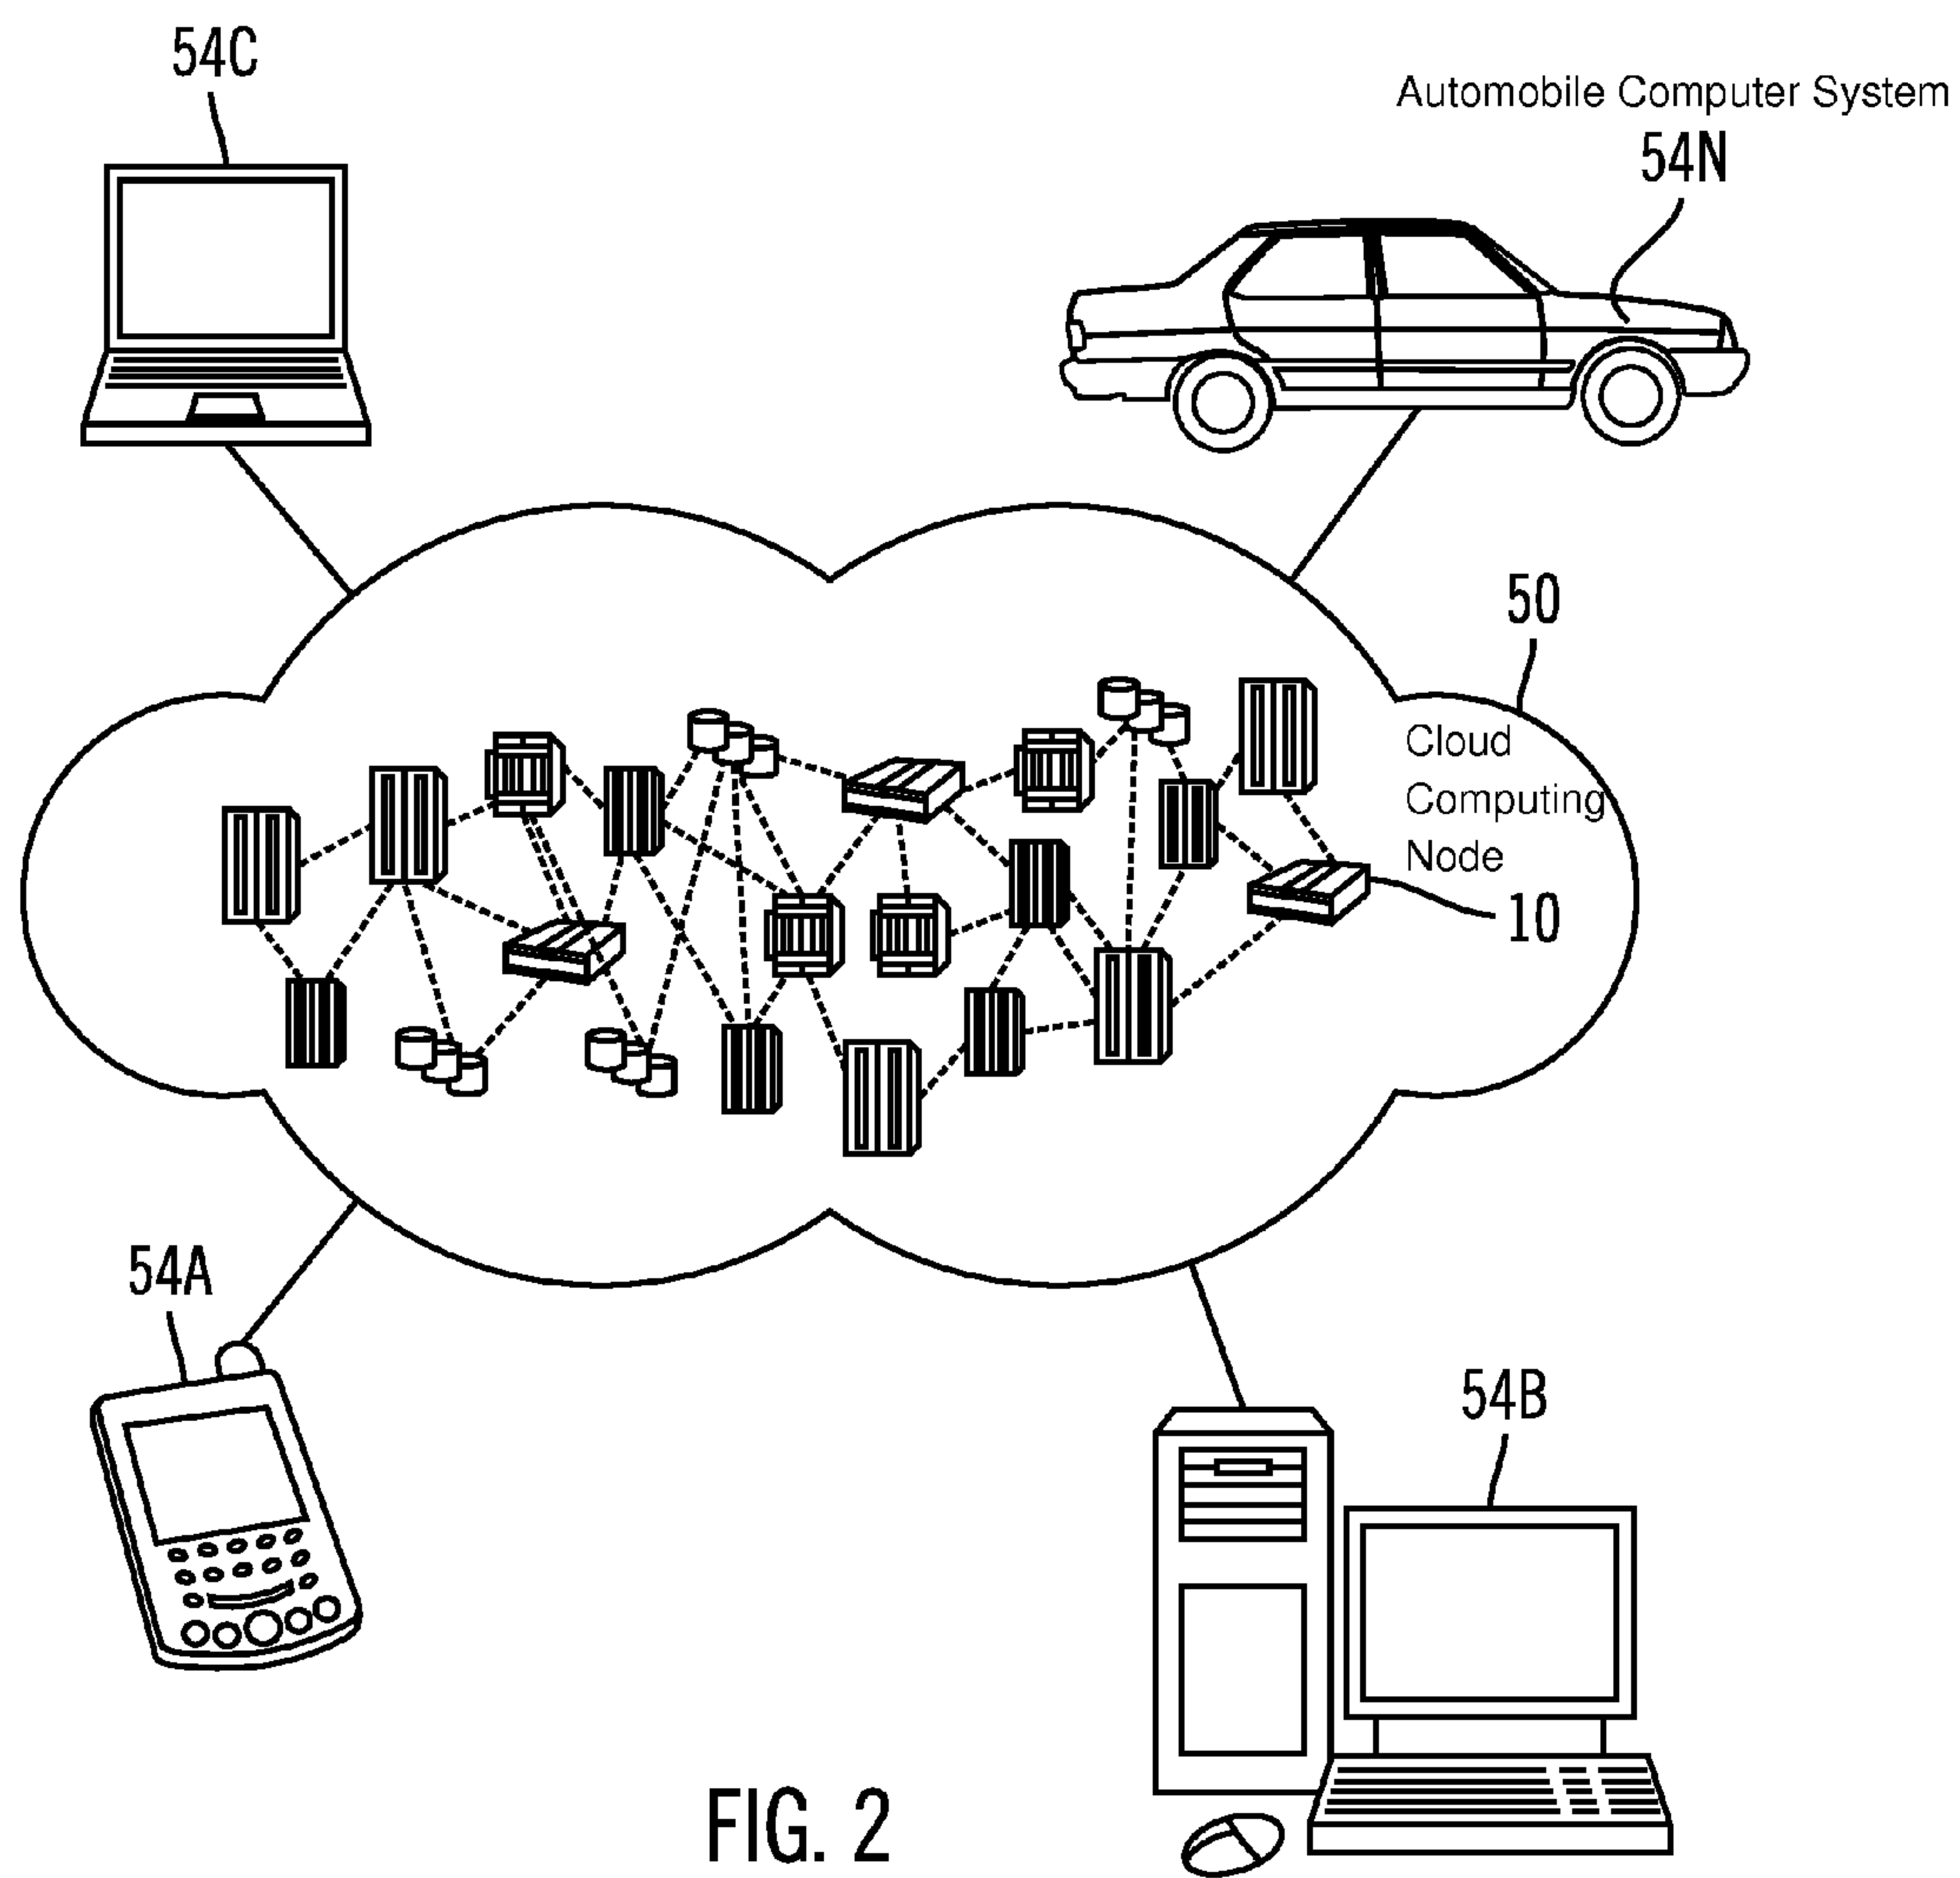 54C
Automobile Computer System
54N
50
Cloud
Computing
Node
10
54A
54B
FIG. 2